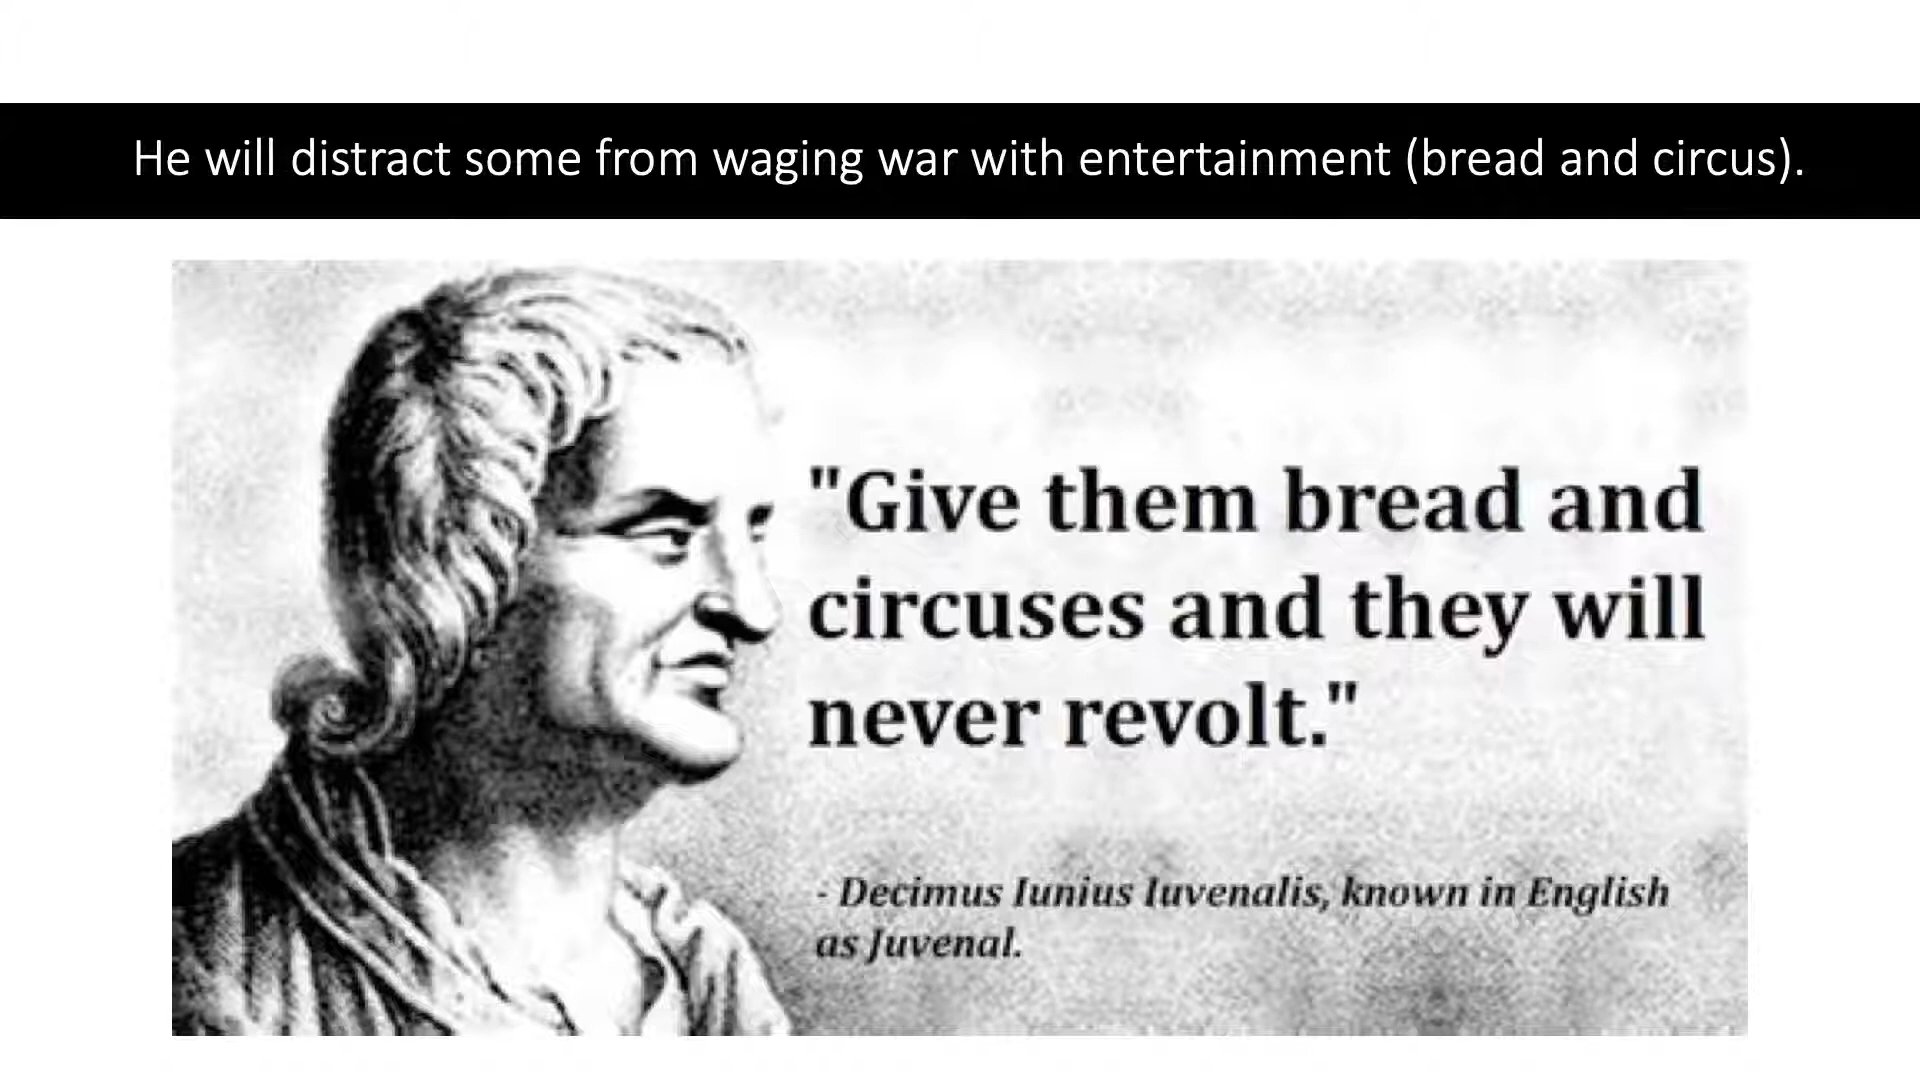 He will distract some from waging war with entertainment (bread and circus).
"Give them bread and
circuses and they will
never revolt."
- Decimus Iunius Iuvenalis, known in English
as Juvenal.